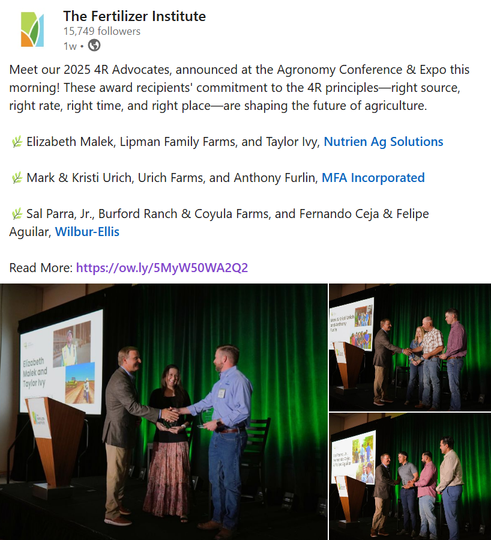 The Fertilizer Institute
15,749 followers
1w •
Meet our 2025 4R Advocates, announced at the Agronomy Conference & Expo this
morning! These award recipients' commitment to the 4R principles—right source,
right rate, right time, and right place—are shaping the future of agriculture.
Elizabeth Malek, Lipman Family Farms, and Taylor Ivy, Nutrien Ag Solutions
Mark & Kristi Urich, Urich Farms, and Anthony Furlin, MFA Incorporated
Sal Parra, Jr., Burford Ranch & Coyula Farms, and Fernando Ceja & Felipe
Aguilar, Wilbur-Ellis
Read More: https://ow.ly/5MyW50WA2Q2
Elizabeth
Malek and
Taylor Ivy